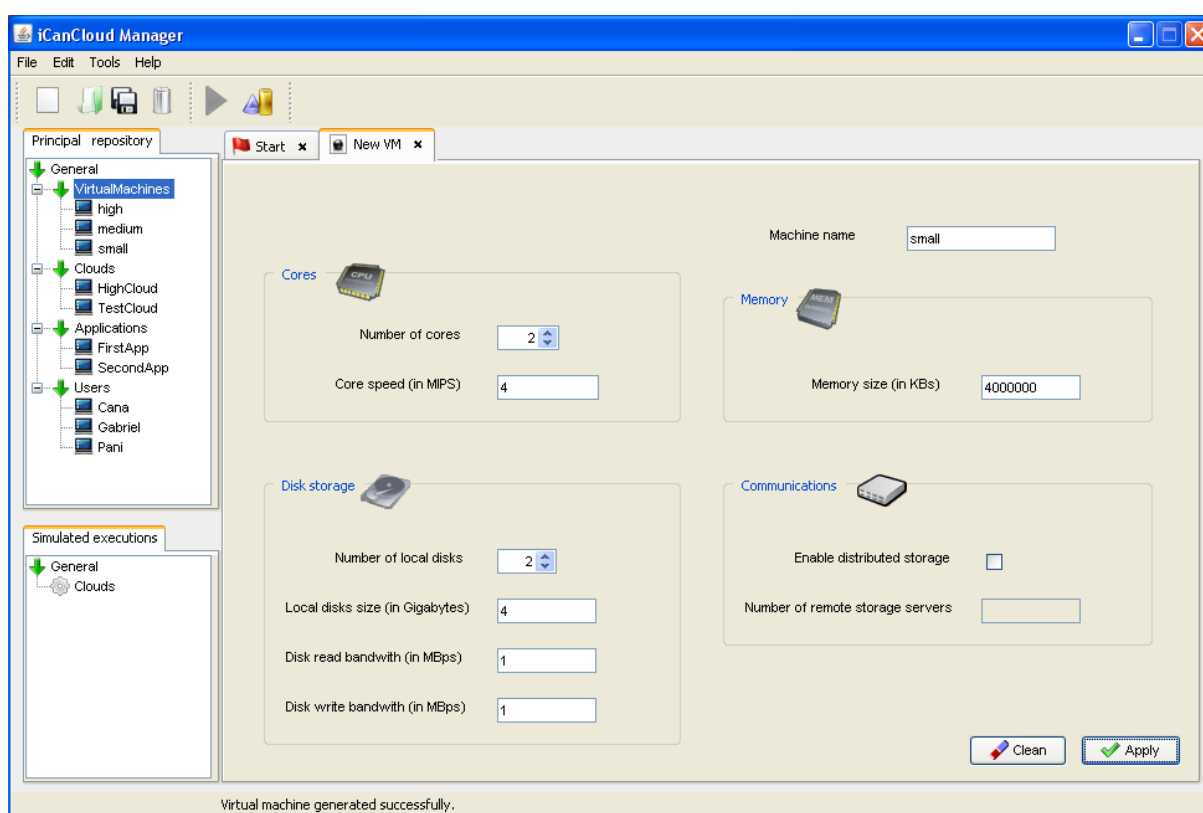 iCanCloud Manager
File Edit Tools Help
Principal repository
General
VirtualMachines
high
medium
small
Clouds
HighCloud
TestCloud
Applications
FirstApp
SecondApp
Users
Cana
Gabriel
Pani
Simulated executions
General
Clouds
Start
New VM
Machine name small
Cores
CPU
Number of cores 2
Core speed (in MIPS) 4
Memory
MEM
Memory size (in KBs) 4000000
Disk storage
Number of local disks 2
Local disks size (in Gigabytes) 4
Disk read bandwith (in MBps) 1
Disk write bandwith (in MBps) 1
Communications
Enable distributed storage
Number of remote storage servers
Clean
Apply
Virtual machine generated successfully.